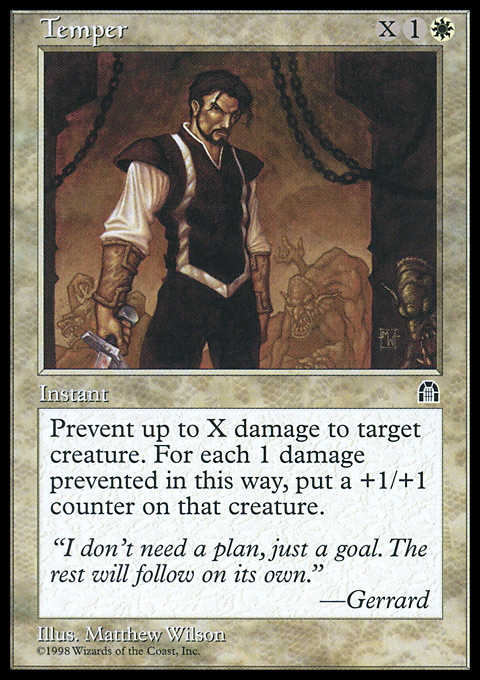 Temper X 1
Instant
Prevent up to X damage to target
creature. For each 1 damage
prevented in this way, put a +1/+1
counter on that creature.
“I don’t need a plan, just a goal. The
rest will follow on its own.”
—Gerrard
Illus. Matthew Wilson
©1998 Wizards of the Coast, Inc.